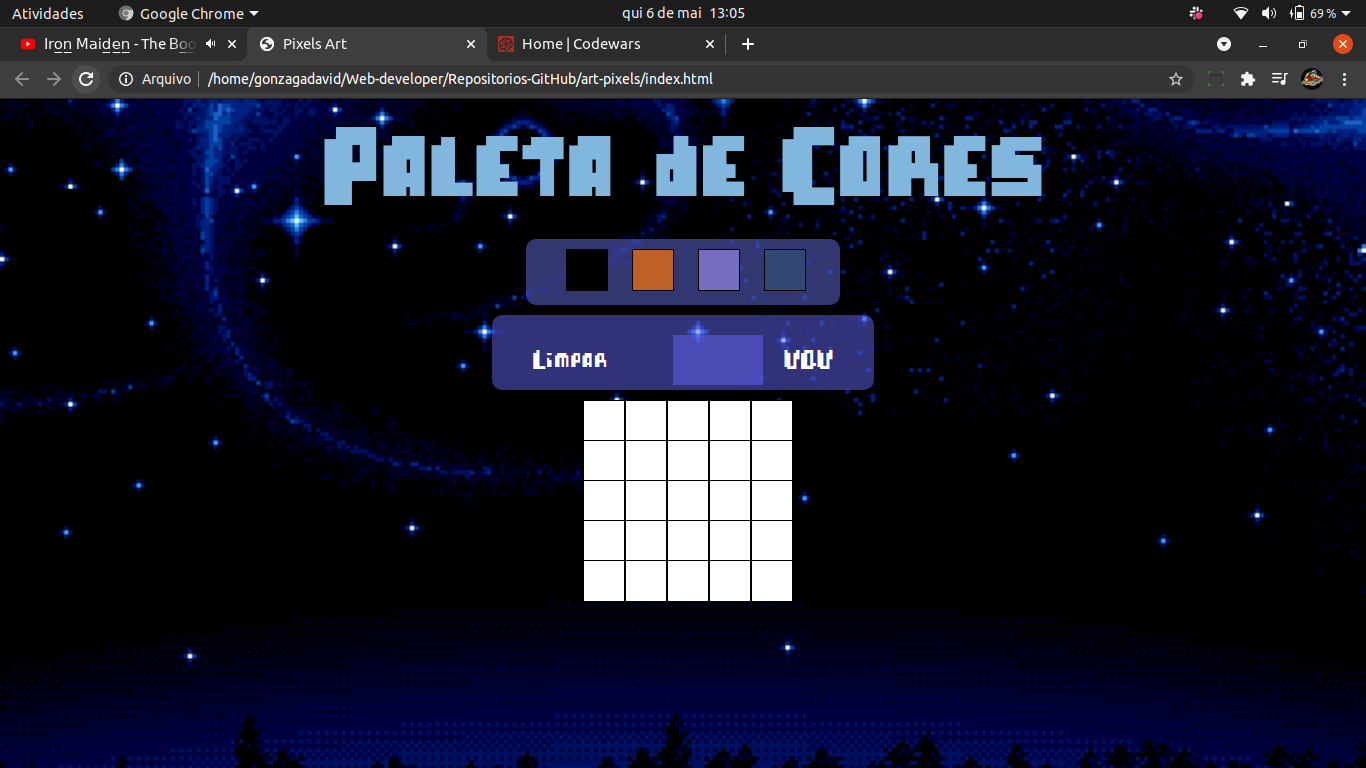 Atividades Google Chrome qui 6 de mai 13:05 69 %
Iron Maiden - The Boo Pixels Art Home | Codewars
Arquivo /home/gonzagadavid/Web-developer/Repositorios-GitHub/art-pixels/index.html
Paleta de Cores
Limpar VQV